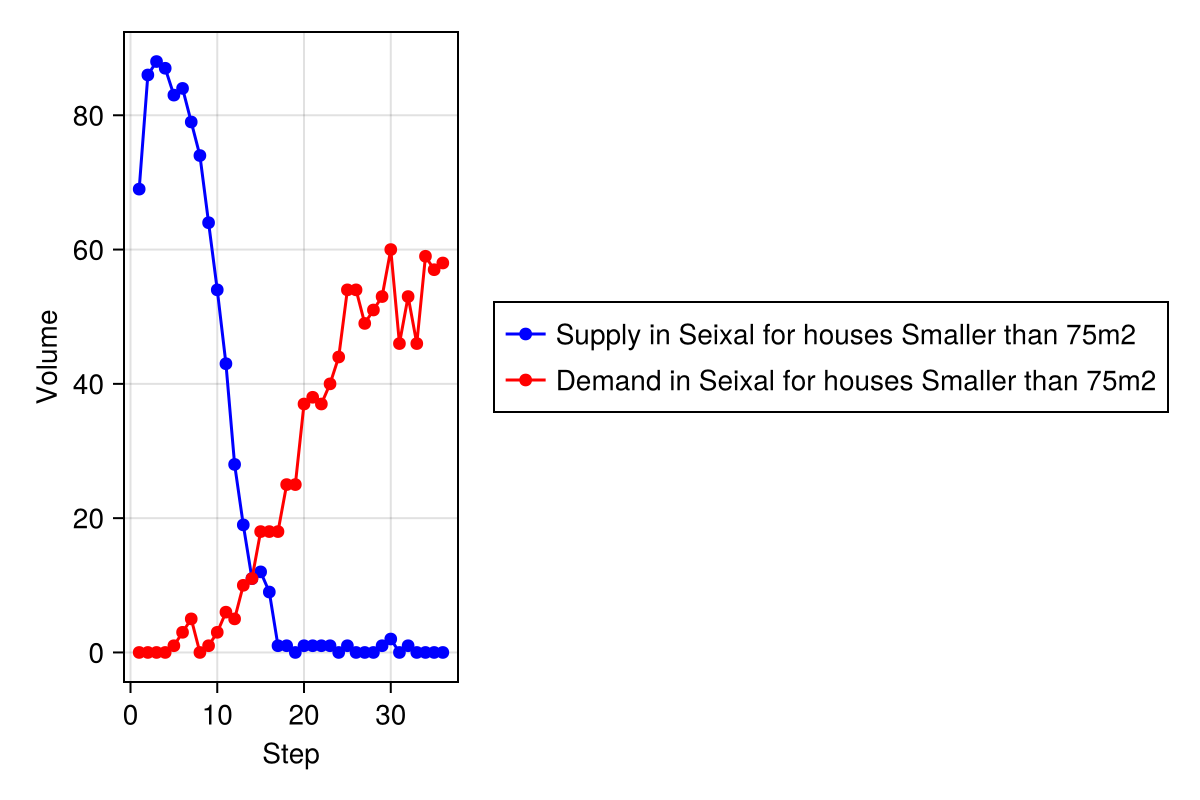 80
60
40
20
0
Volume
0 10 20 30
Step
Supply in Seixal for houses Smaller than 75m2
Demand in Seixal for houses Smaller than 75m2